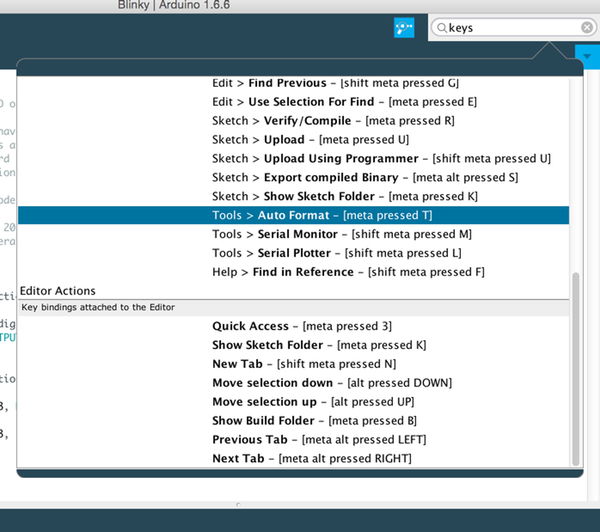 Blinky | Arduino 1.6.6
keys
Edit > Find Previous – [shift meta pressed G]
Edit > Use Selection For Find – [meta pressed E]
Sketch > Verify/Compile – [meta pressed R]
Sketch > Upload – [meta pressed U]
Sketch > Upload Using Programmer – [shift meta pressed U]
Sketch > Export compiled Binary – [meta alt pressed S]
Sketch > Show Sketch Folder – [meta pressed K]
Tools > Auto Format – [meta pressed T]
Tools > Serial Monitor – [shift meta pressed M]
Tools > Serial Plotter – [shift meta pressed L]
Help > Find in Reference – [shift meta pressed F]
Editor Actions
Key bindings attached to the Editor
Quick Access – [meta pressed 3]
Show Sketch Folder – [meta pressed K]
New Tab – [shift meta pressed N]
Move selection down – [alt pressed DOWN]
Move selection up – [alt pressed UP]
Show Build Folder – [meta pressed B]
Previous Tab – [meta alt pressed LEFT]
Next Tab – [meta alt pressed RIGHT]